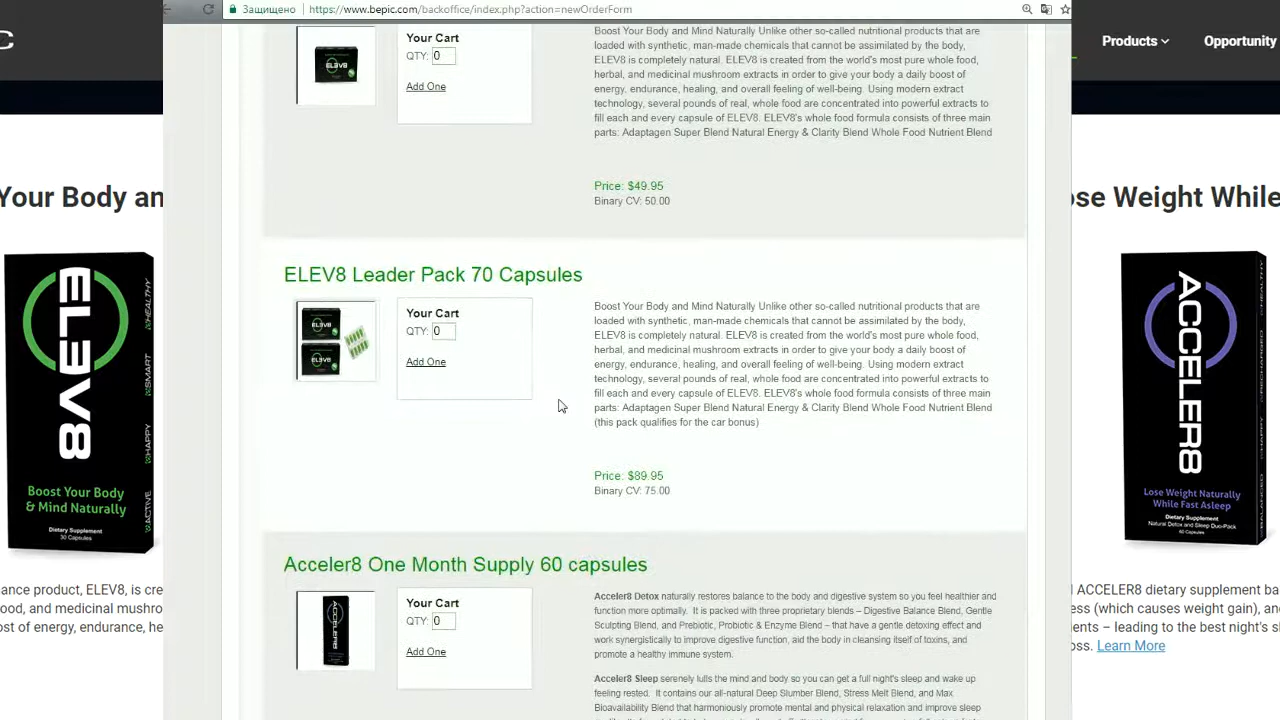 C
Защищено
https://www.bepic.com/backoffice/index.php?action=newOrderForm
Products
Opportunity
Your Cart
QTY: 0
Add One
Boost Your Body and Mind Naturally Unlike other so-called nutritional products that are
loaded with synthetic, man-made chemicals that cannot be assimilated by the body,
ELEV8 is completely natural. ELEV8 is created from the world's most pure whole food,
herbal, and medicinal mushroom extracts in order to give your body a daily boost of
energy, endurance, healing, and overall feeling of well-being. Using modern extract
technology, several pounds of real, whole food are concentrated into powerful extracts to
fill each and every capsule of ELEV8. ELEV8's whole food formula consists of three main
parts: Adaptagen Super Blend Natural Energy & Clarity Blend Whole Food Nutrient Blend
Price: $49.95
Binary CV: 50.00
Your Body an
ose Weight While
ELEV8 Leader Pack 70 Capsules
Your Cart
QTY: 0
Add One
Boost Your Body and Mind Naturally Unlike other so-called nutritional products that are
loaded with synthetic, man-made chemicals that cannot be assimilated by the body,
ELEV8 is completely natural. ELEV8 is created from the world's most pure whole food,
herbal, and medicinal mushroom extracts in order to give your body a daily boost of
energy, endurance, healing, and overall feeling of well-being. Using modern extract
technology, several pounds of real, whole food are concentrated into powerful extracts to
fill each and every capsule of ELEV8. ELEV8's whole food formula consists of three main
parts: Adaptagen Super Blend Natural Energy & Clarity Blend Whole Food Nutrient Blend
(this pack qualifies for the car bonus)
Price: $89.95
Binary CV: 75.00
ELEV8
Boost Your Body
& Mind Naturally
Dietary Supplement
30 Capsules
ACTIVE
HAPPY
SMART
HEALTHY
ACCELER8
Lose Weight Naturally
While Fast Asleep
Dietary Supplement
Natural Detox and Sleep Duo-Pack
60 Capsules
Acceler8 One Month Supply 60 capsules
Your Cart
QTY: 0
Add One
Acceler8 Detox naturally restores balance to the body and digestive system so you feel healthier and
function more optimally. It is packed with three proprietary blends – Digestive Balance Blend, Gentle
Sculpting Blend, and Prebiotic, Probiotic & Enzyme Blend – that have a gentle detoxing effect and
work synergistically to improve digestive function, aid the body in cleansing itself of toxins, and
promote a healthy immune system.
Acceler8 Sleep serenely lulls the mind and body so you can get a full night's sleep and wake up
feeling rested. It contains our all-natural Deep Slumber Blend, Stress Melt Blend, and Max
Bioavailability Blend that harmoniously promote mental and physical relaxation and improve sleep
ance product, ELEV8, is cre
ood, and medicinal mushroo
ost of energy, endurance, he
ACCELER8 dietary supplement ba
ess (which causes weight gain), and
ents – leading to the best night's sl
oss. Learn More